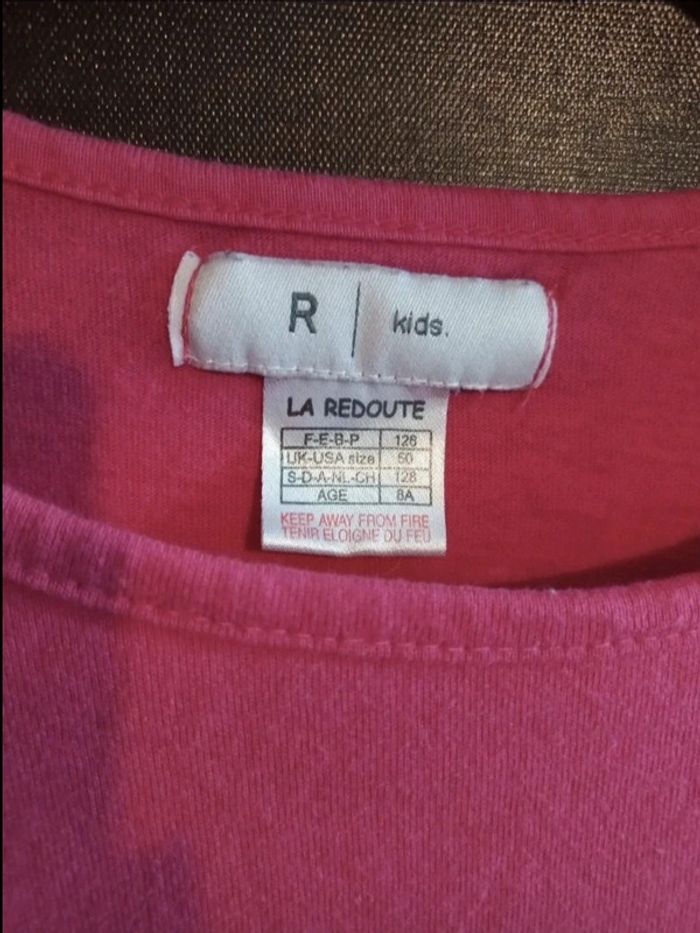 R | kids.
LA REDOUTE
F-E-B-P 126
UK-USA size 50
S-D-A-NL-CH 128
AGE 8A
KEEP AWAY FROM FIRE
TENIR ELOIGNE DU FEU